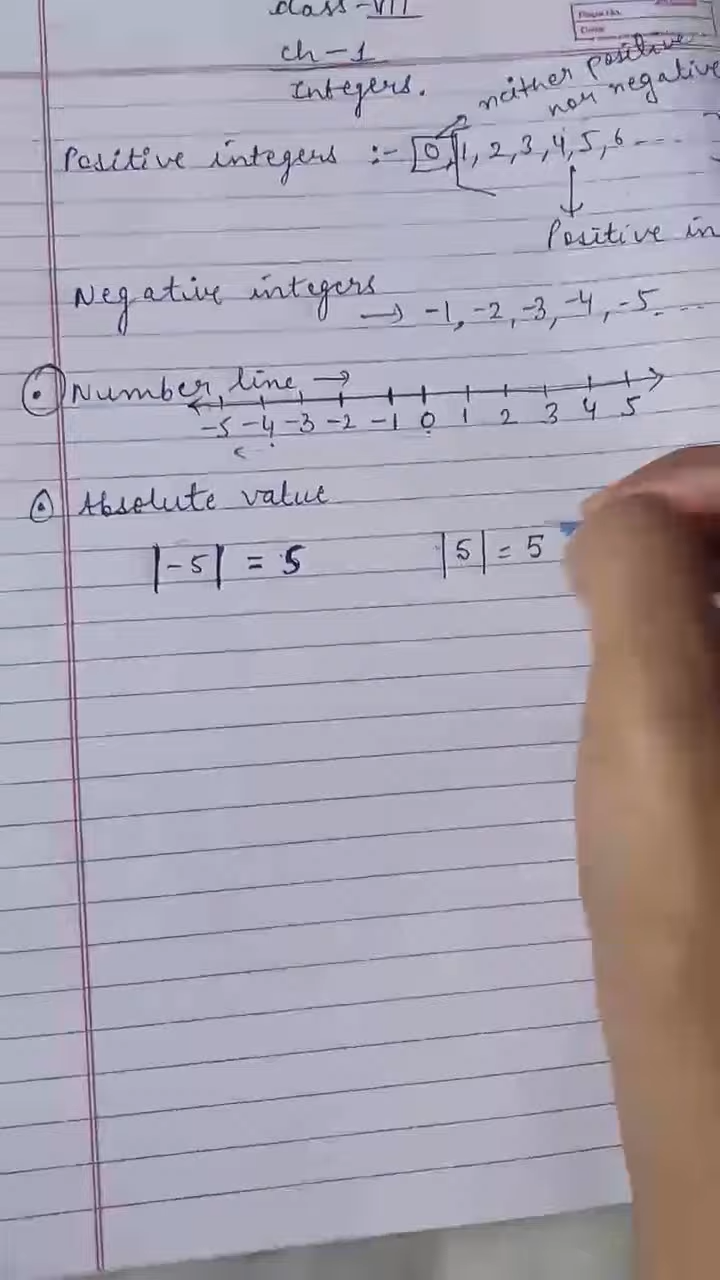 class-VII
ch-1
Integers.
neither positive
nor negative
Positive integers :- 0, 1, 2, 3, 4, 5, 6 ---
Positive in
Negative integers → -1, -2, -3, -4, -5. --
Number line →
-5 -4 -3 -2 -1 0 1 2 3 4 5
Absolute value
|-5| = 5 |5| = 5